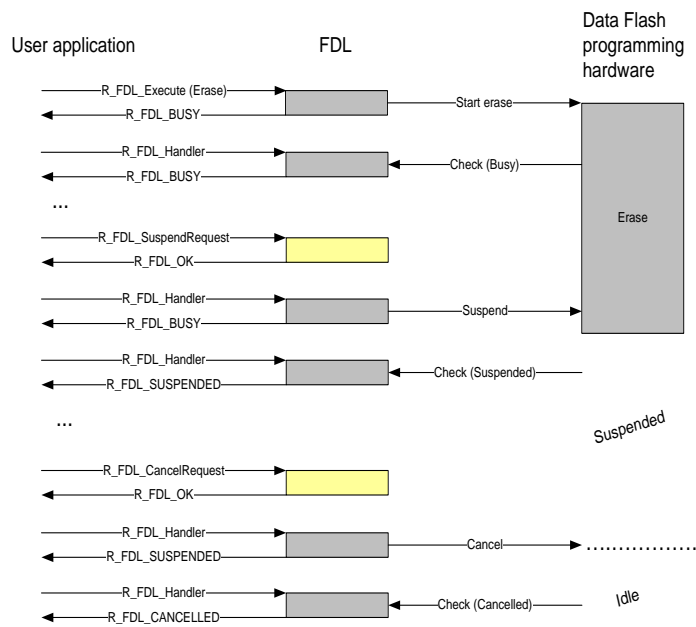 User application
FDL
Data Flash
programming
hardware
R_FDL_Execute (Erase)
Start erase
R_FDL_BUSY
R_FDL_Handler
Check (Busy)
R_FDL_BUSY
...
Erase
R_FDL_SuspendRequest
R_FDL_OK
R_FDL_Handler
Suspend
R_FDL_BUSY
R_FDL_Handler
Check (Suspended)
R_FDL_SUSPENDED
...
Suspended
R_FDL_CancelRequest
R_FDL_OK
R_FDL_Handler
Cancel
R_FDL_SUSPENDED
R_FDL_Handler
Check (Cancelled)
Idle
R_FDL_CANCELLED